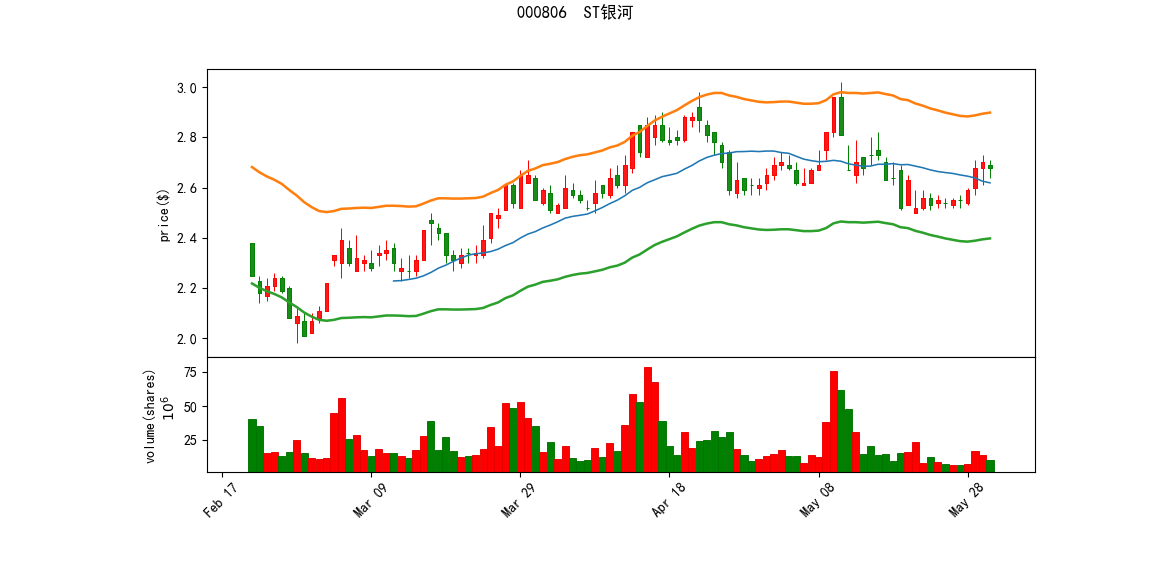 000806  ST银河
3.0
2.8
2.6
2.4
2.2
2.0
price($)
75
50
25
volume(shares)
10^6
Feb 17
Mar 09
Mar 29
Apr 18
May 08
May 28